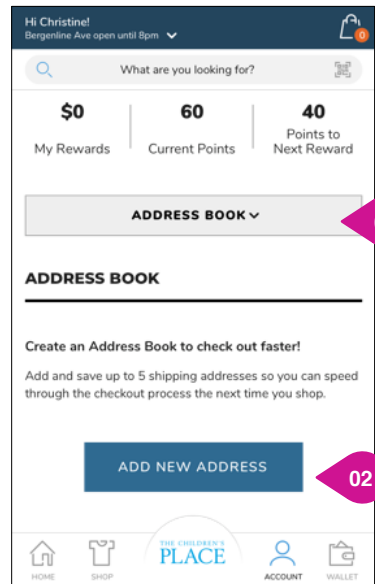 Hi Christine!
Bergenline Ave open until 8pm
0
What are you looking for?
$0 60 40
My Rewards Current Points Points to
Next Reward
ADDRESS BOOK
ADDRESS BOOK
Create an Address Book to check out faster!
Add and save up to 5 shipping addresses so you can speed
through the checkout process the next time you shop.
ADD NEW ADDRESS
02
THE CHILDREN'S
PLACE
HOME SHOP ACCOUNT WALLET